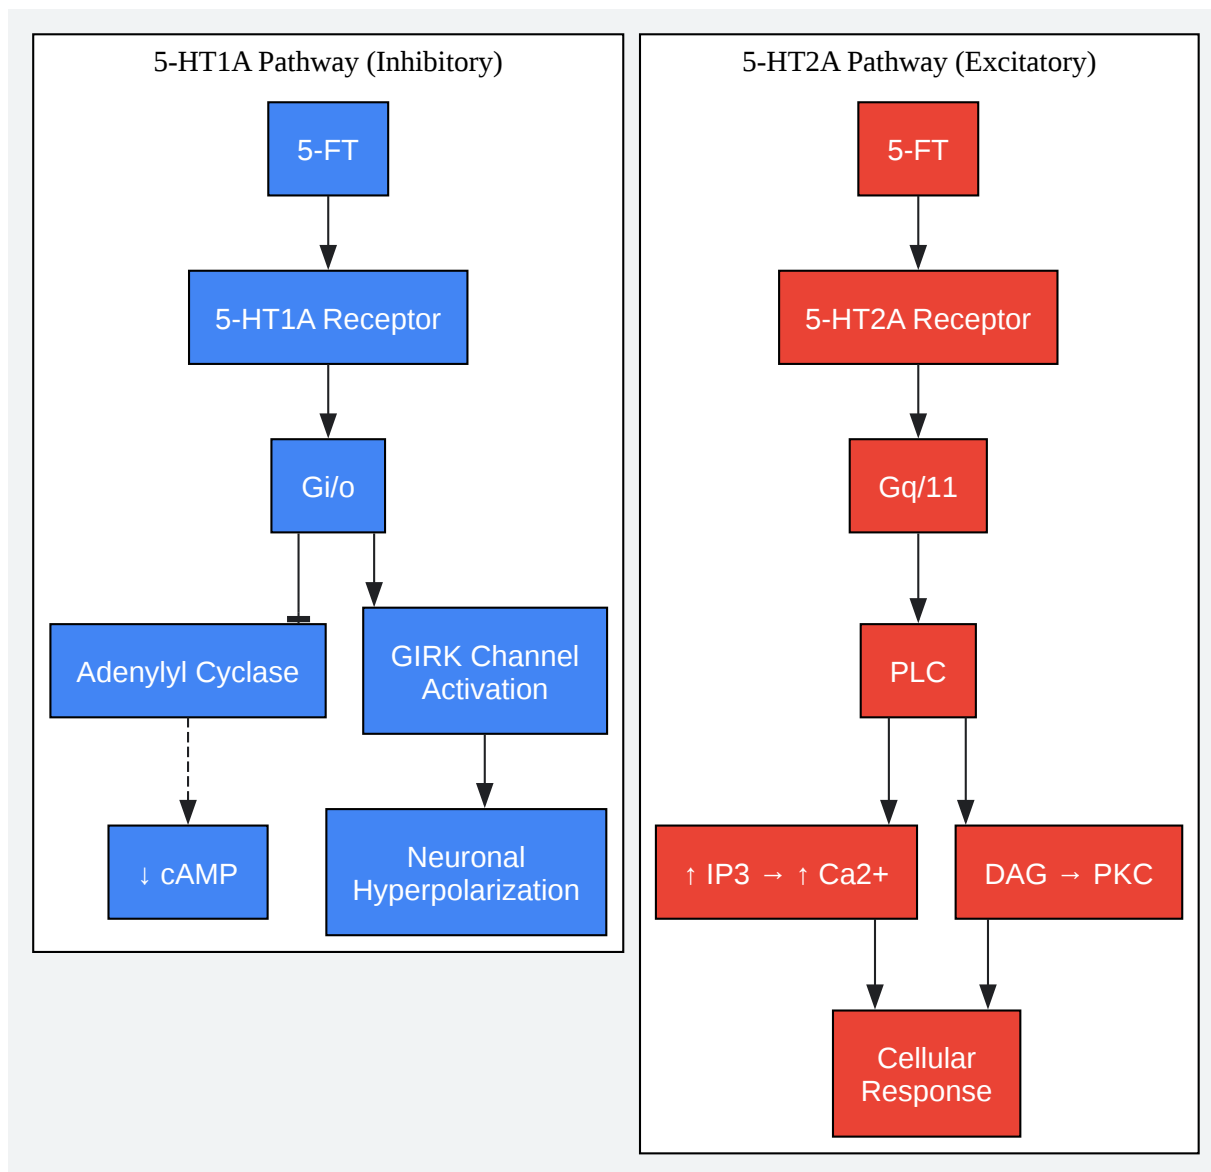 5-HT1A Pathway (Inhibitory)
5-FT
5-HT1A Receptor
Gi/o
Adenylyl Cyclase
GIRK Channel
Activation
↓ cAMP
Neuronal
Hyperpolarization
5-HT2A Pathway (Excitatory)
5-FT
5-HT2A Receptor
Gq/11
PLC
↑ IP3 → ↑ Ca2+
DAG → PKC
Cellular
Response